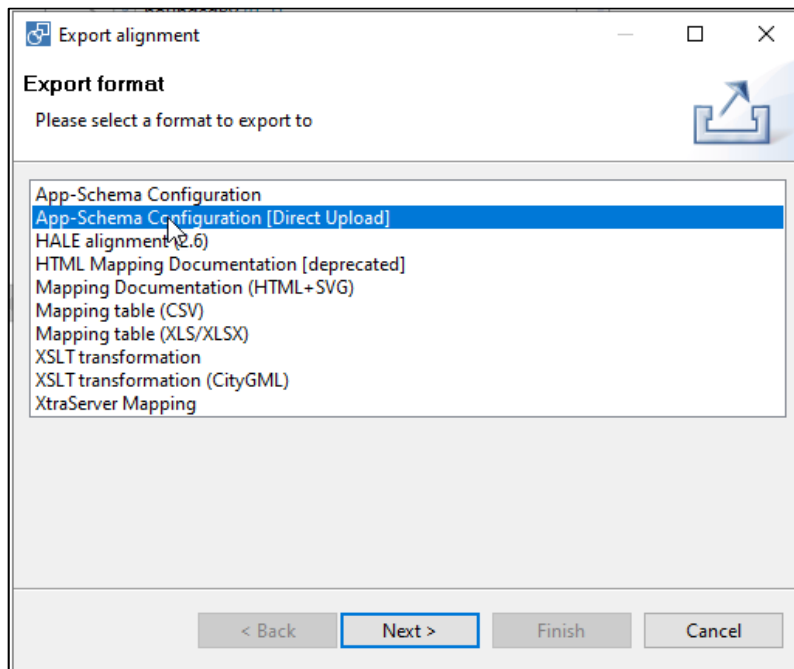 Export alignment
Export format
Please select a format to export to
App-Schema Configuration
App-Schema Configuration [Direct Upload]
HALE alignment (2.6)
HTML Mapping Documentation [deprecated]
Mapping Documentation (HTML+SVG)
Mapping table (CSV)
Mapping table (XLS/XLSX)
XSLT transformation
XSLT transformation (CityGML)
XtraServer Mapping
< Back Next > Finish Cancel